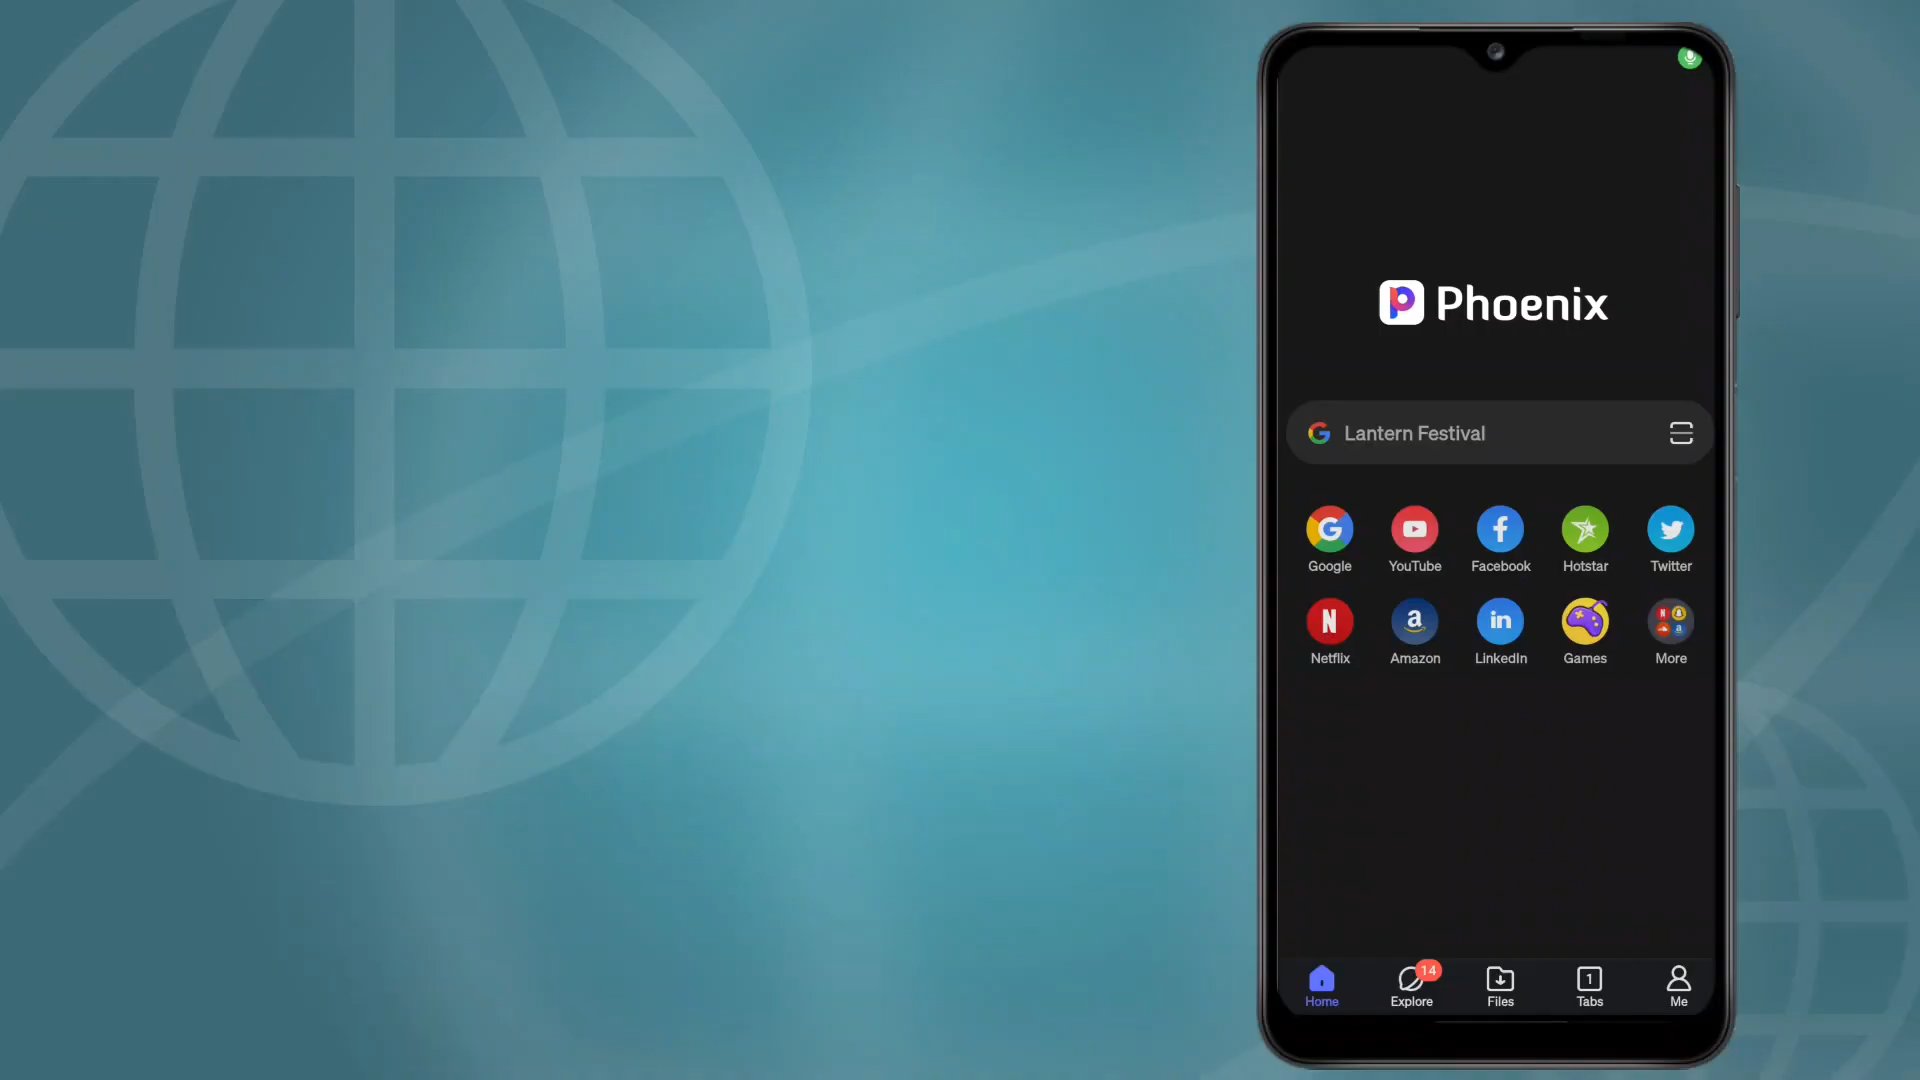 Phoenix
Lantern Festival
Google YouTube Facebook Hotstar Twitter
Netflix Amazon LinkedIn Games More
14
1
Home Explore Files Tabs Me